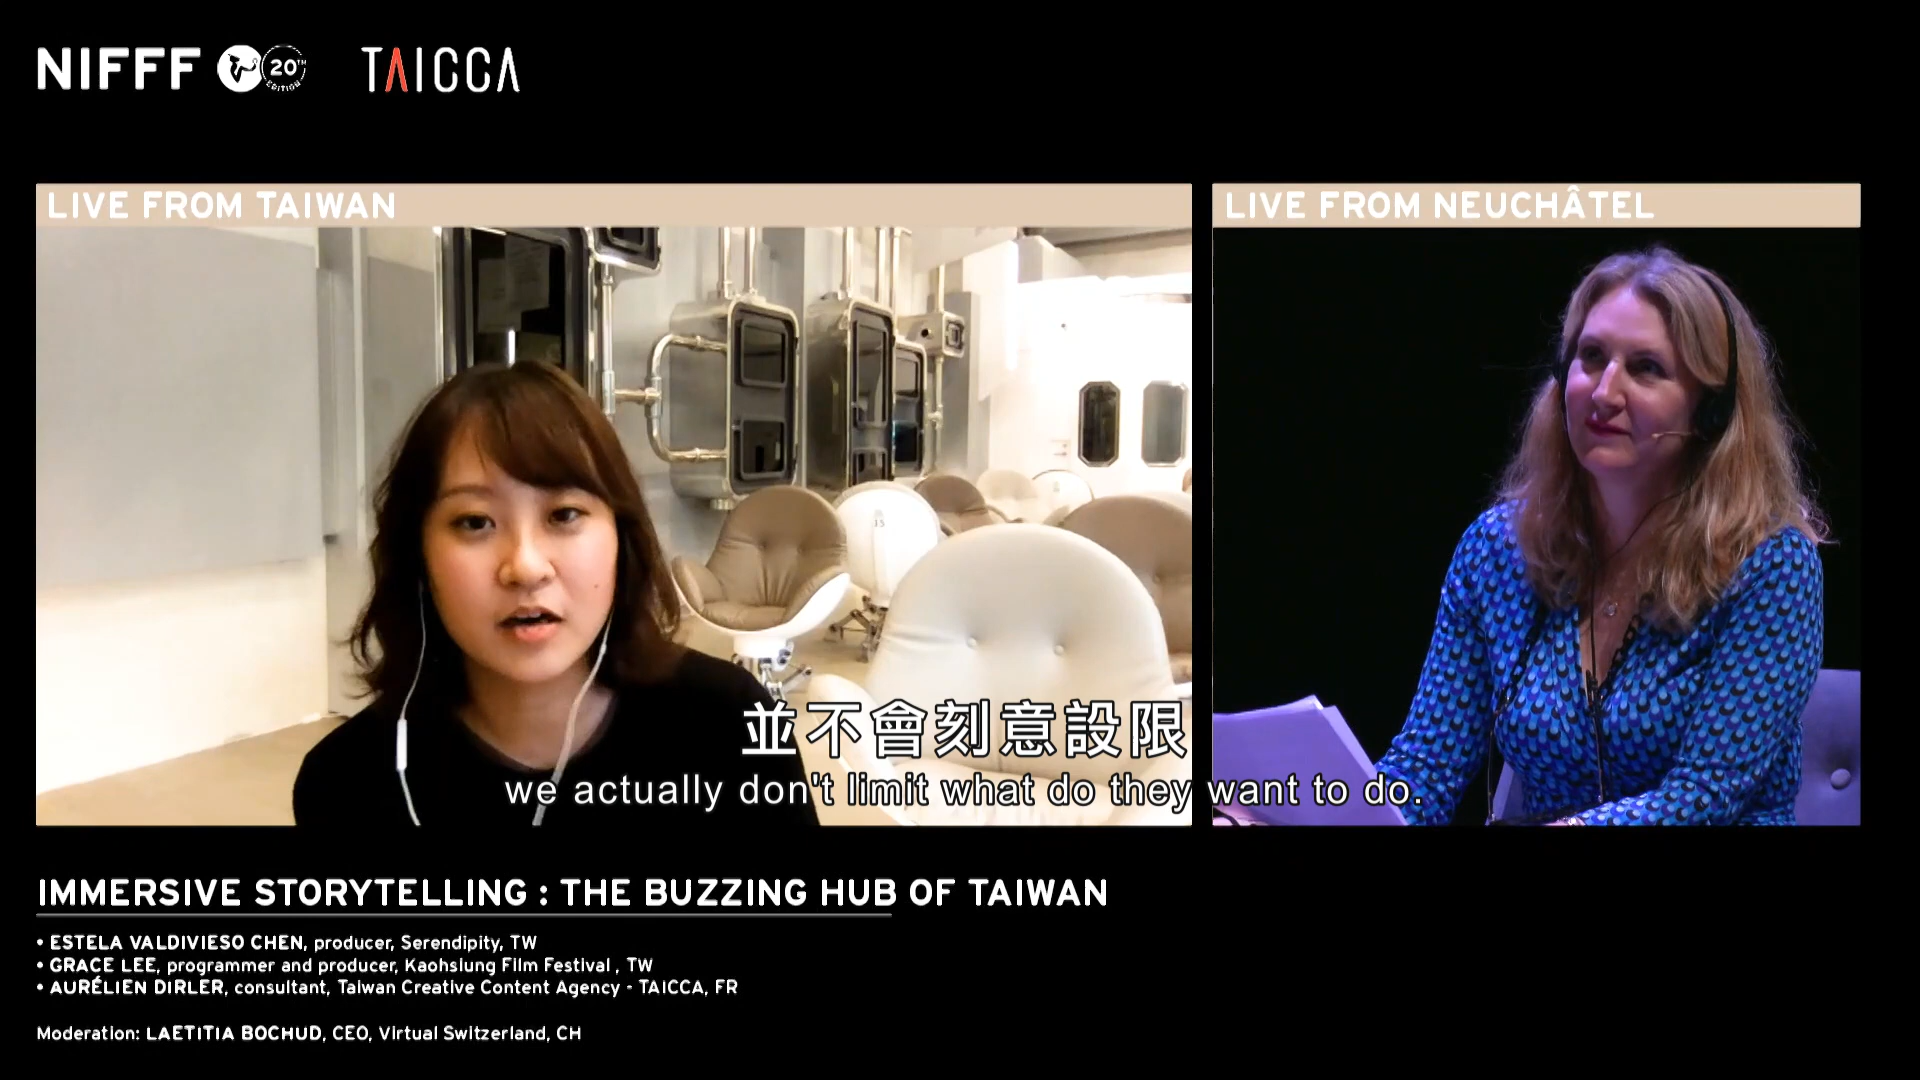 NIFFF 20TH EDITION TAICCA
LIVE FROM TAIWAN
LIVE FROM NEUCHÂTEL
15
並不會刻意設限
we actually don't limit what do they want to do.
IMMERSIVE STORYTELLING : THE BUZZING HUB OF TAIWAN
• ESTELA VALDIVIESO CHEN, producer, Serendipity, TW
• GRACE LEE, programmer and producer, Kaohsiung Film Festival , TW
• AURÉLIEN DIRLER, consultant, Taiwan Creative Content Agency - TAICCA, FR
Moderation: LAETITIA BOCHUD, CEO, Virtual Switzerland, CH